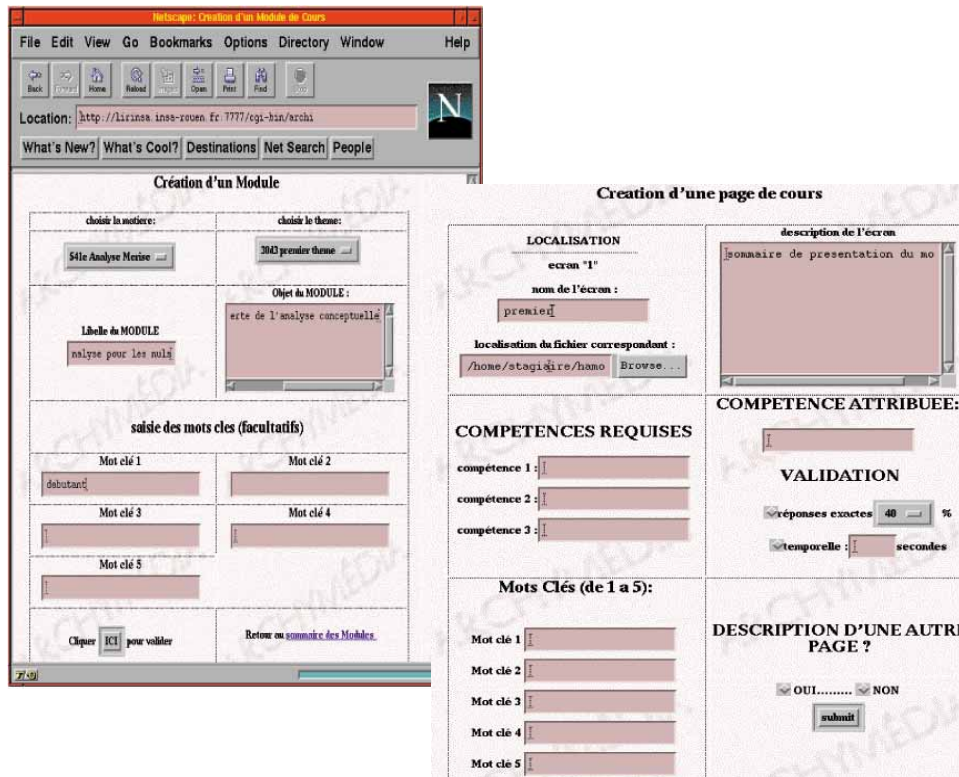 Netscape: Creation d'un Module de Cours
File Edit View Go Bookmarks Options Directory Window Help
Back Forward Home Reload Images Open Print Find Stop
Location: http://lirinsa.insa-rouen.fr:7777/cgi-bin/archi
N
What's New? What's Cool? Destinations Net Search People
Création d'un Module
choisir la matiere:
choisir le theme:
541e Analyse Merise
3043 premier theme
Libelle du MODULE
nalyse pour les nuls
Objet du MODULE :
erte de l'analyse conceptuelle
saisie des mots cles (facultatifs)
Mot clé 1
Mot clé 2
debutant
Mot clé 3
Mot clé 4
Mot clé 5
Cliquer ICI pour valider
Retour au sommaire des Modules
Creation d'une page de cours
LOCALISATION
ecran "1"
nom de l'écran :
premier
localisation du fichier correspondant :
/home/stagiaire/hamo Browse...
description de l'écran
sommaire de presentation du mo
COMPETENCES REQUISES
compétence 1 :
compétence 2 :
compétence 3 :
COMPETENCE ATTRIBUEE:
VALIDATION
réponses exactes 40 %
temporelle : secondes
Mots Clés (de 1 a 5):
Mot clé 1
Mot clé 2
Mot clé 3
Mot clé 4
Mot clé 5
DESCRIPTION D'UNE AUTRE
PAGE ?
OUI......... NON
submit
ARCHYMÉDIA